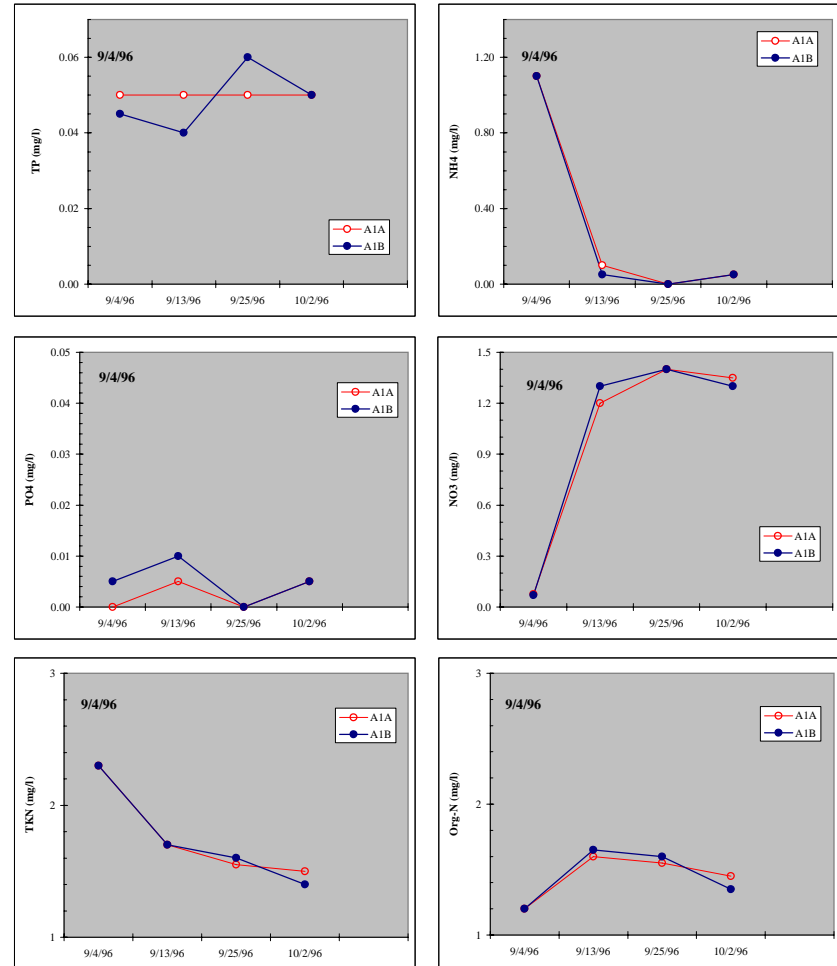 0.06
0.04
0.02
0.00
TP (mg/l)
9/4/96
A1A
A1B
9/4/96 9/13/96 9/25/96 10/2/96
1.20
0.80
0.40
0.00
NH4 (mg/l)
9/4/96
A1A
A1B
9/4/96 9/13/96 9/25/96 10/2/96
0.05
0.04
0.03
0.02
0.01
0.00
PO4 (mg/l)
9/4/96
A1A
A1B
9/4/96 9/13/96 9/25/96 10/2/96
1.5
1.2
0.9
0.6
0.3
0.0
NO3 (mg/l)
9/4/96
A1A
A1B
9/4/96 9/13/96 9/25/96 10/2/96
3
2
1
TKN (mg/l)
9/4/96
A1A
A1B
9/4/96 9/13/96 9/25/96 10/2/96
3
2
1
Org-N (mg/l)
9/4/96
A1A
A1B
9/4/96 9/13/96 9/25/96 10/2/96